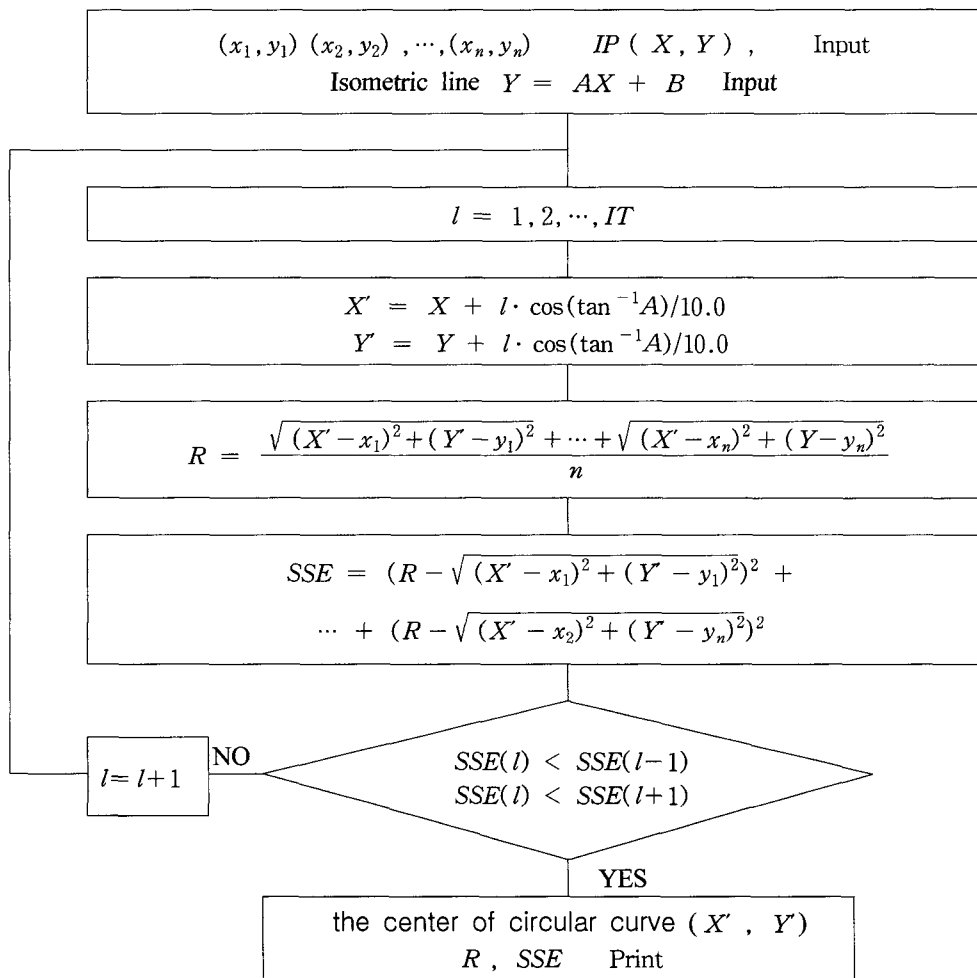 (x₁, y₁) (x₂, y₂) , ⋯, (xₙ, yₙ) IP ( X, Y ) , Input
Isometric line Y = AX + B Input
l = 1, 2, ⋯, IT
X′ = X + l · cos(tan⁻¹A)/10.0
Y′ = Y + l · cos(tan⁻¹A)/10.0
R = (√((X′ − x₁)² + (Y′ − y₁)²) + ⋯ + √((X′ − xₙ)² + (Y − yₙ)²)) / n
SSE = (R − √((X′ − x₁)² + (Y′ − y₁)²))² +
⋯ + (R − √((X′ − x₂)² + (Y′ − yₙ)²))²
SSE(l) < SSE(l−1)
SSE(l) < SSE(l+1)
NO
l = l + 1
YES
the center of circular curve (X′ , Y′)
R , SSE Print